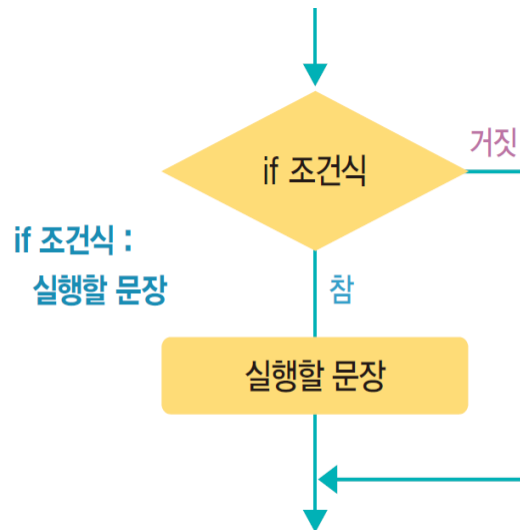 if 조건식
거짓
if 조건식 :
실행할 문장
참
실행할 문장